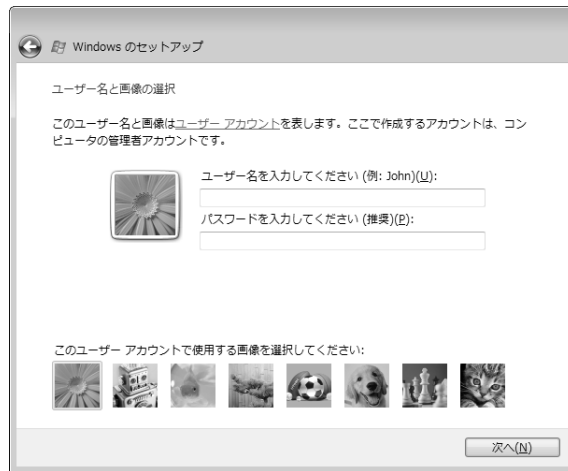 Windows のセットアップ
ユーザー名と画像の選択
このユーザー名と画像はユーザー アカウントを表します。ここで作成するアカウントは、コン
ピュータの管理者アカウントです。
ユーザー名を入力してください (例: John)(U):
パスワードを入力してください (推奨)(P):
このユーザー アカウントで使用する画像を選択してください:
次へ(N)